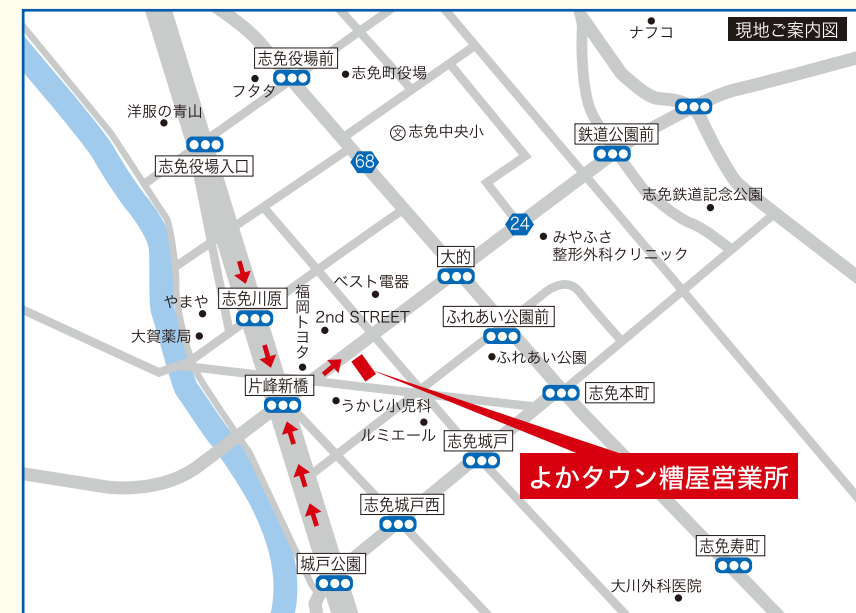 ナフコ
現地ご案内図
志免役場前
志免町役場
フタタ
洋服の青山
文
志免中央小
鉄道公園前
志免役場入口
68
志免鉄道記念公園
24
みやふさ
整形外科クリニック
大的
ベスト電器
志免川原
福岡トヨタ
やまや
2nd STREET
ふれあい公園前
大賀薬局
ふれあい公園
片峰新橋
志免本町
うかじ小児科
ルミエール
志免城戸
よかタウン糟屋営業所
志免城戸西
志免寿町
城戸公園
大川外科医院